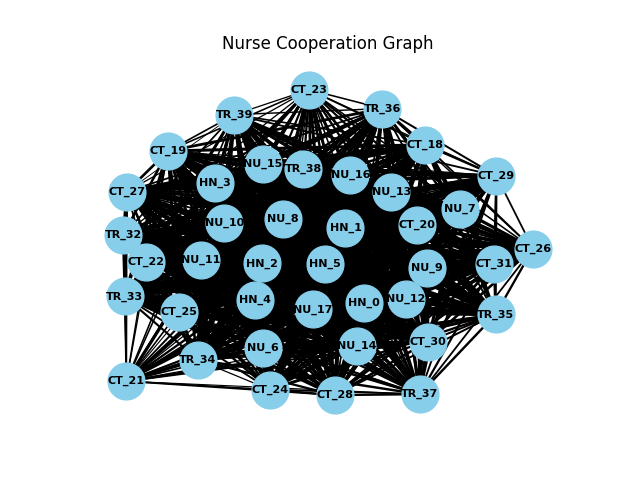 Nurse Cooperation Graph
CT_23
TR_36
TR_39
CT_18
CT_19
NU_15
TR_38
NU_16
CT_29
HN_3
NU_13
CT_27
NU_7
NU_10
NU_8
HN_1
CT_20
TR_32
CT_26
CT_22
NU_11
HN_2
HN_5
NU_9
CT_31
TR_33
HN_4
NU_17
HN_0
NU_12
CT_25
TR_35
CT_30
NU_6
NU_14
TR_34
CT_21
CT_24
CT_28
TR_37